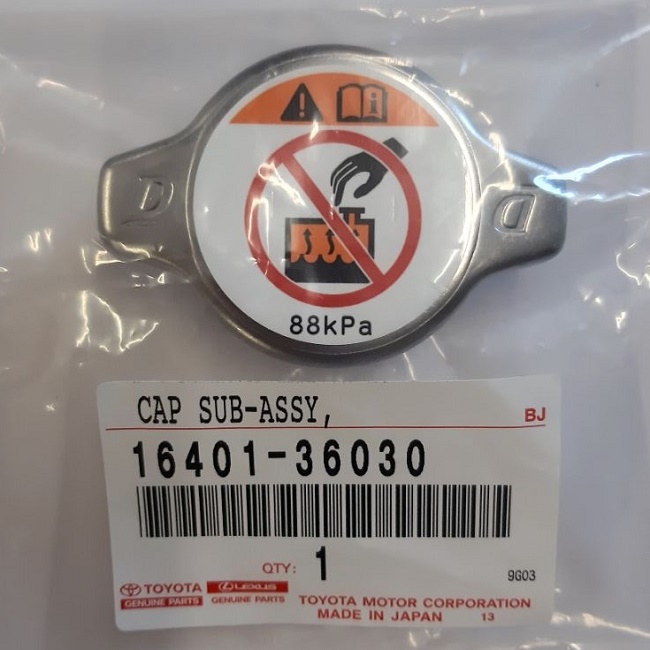 D D
88kPa
CAP SUB-ASSY,
BJ
16401-36030
QTY: 1
9G03
TOYOTA LEXUS
GENUINE PARTS GENUINE PARTS
TOYOTA MOTOR CORPORATION
MADE IN JAPAN 13